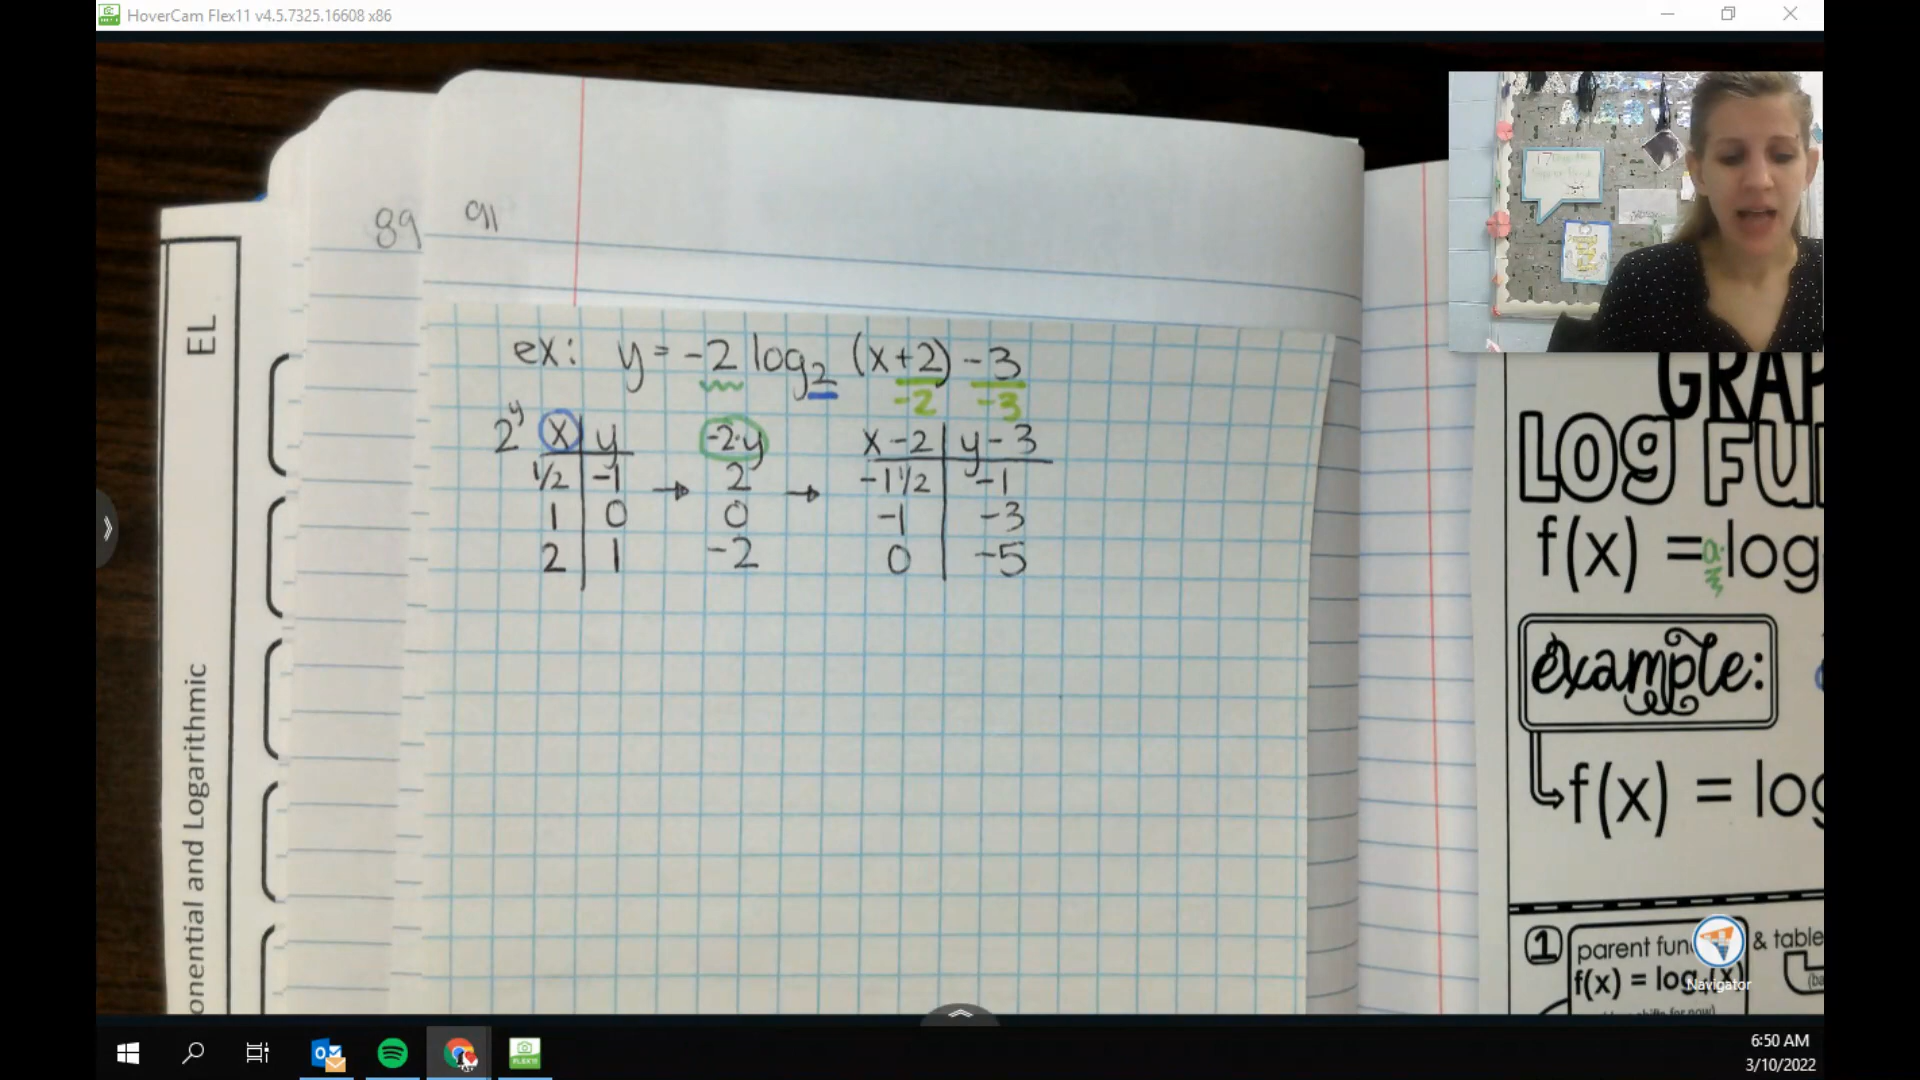 HoverCam Flex11 v4.5.7325.16608 x86
89 91
EL
onential and Logarithmic
ex: y = -2 log₂ (x+2) -3
-2 -3
2^y x y -2·y x-2 y-3
1/2 -1 → 2 → -1 1/2 -1
1 0 0 -1 -3
2 1 -2 0 -5
GRAP
LOG FU
f(x) = a·log
example:
f(x) = log
1 parent fun & table
f(x) = log (x)
Navigator
FLEX11
6:50 AM
3/10/2022